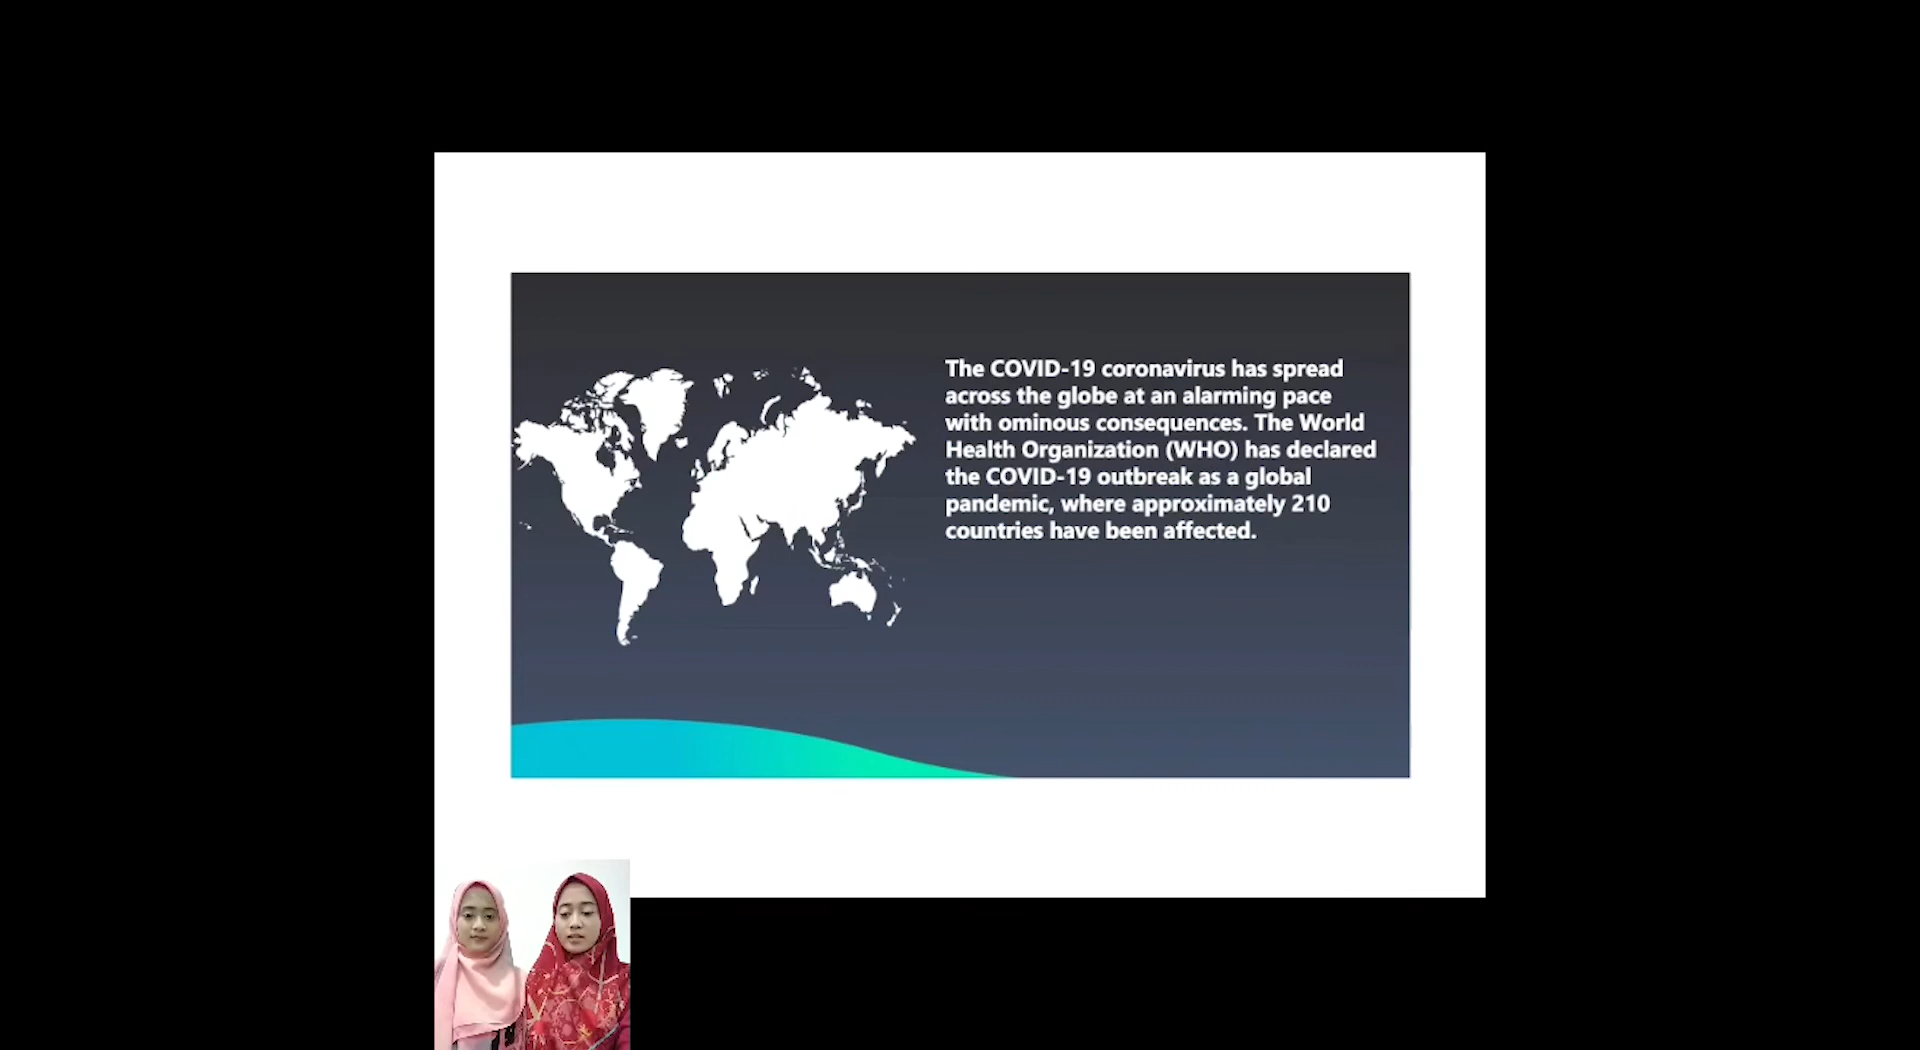 The COVID-19 coronavirus has spread
across the globe at an alarming pace
with ominous consequences. The World
Health Organization (WHO) has declared
the COVID-19 outbreak as a global
pandemic, where approximately 210
countries have been affected.